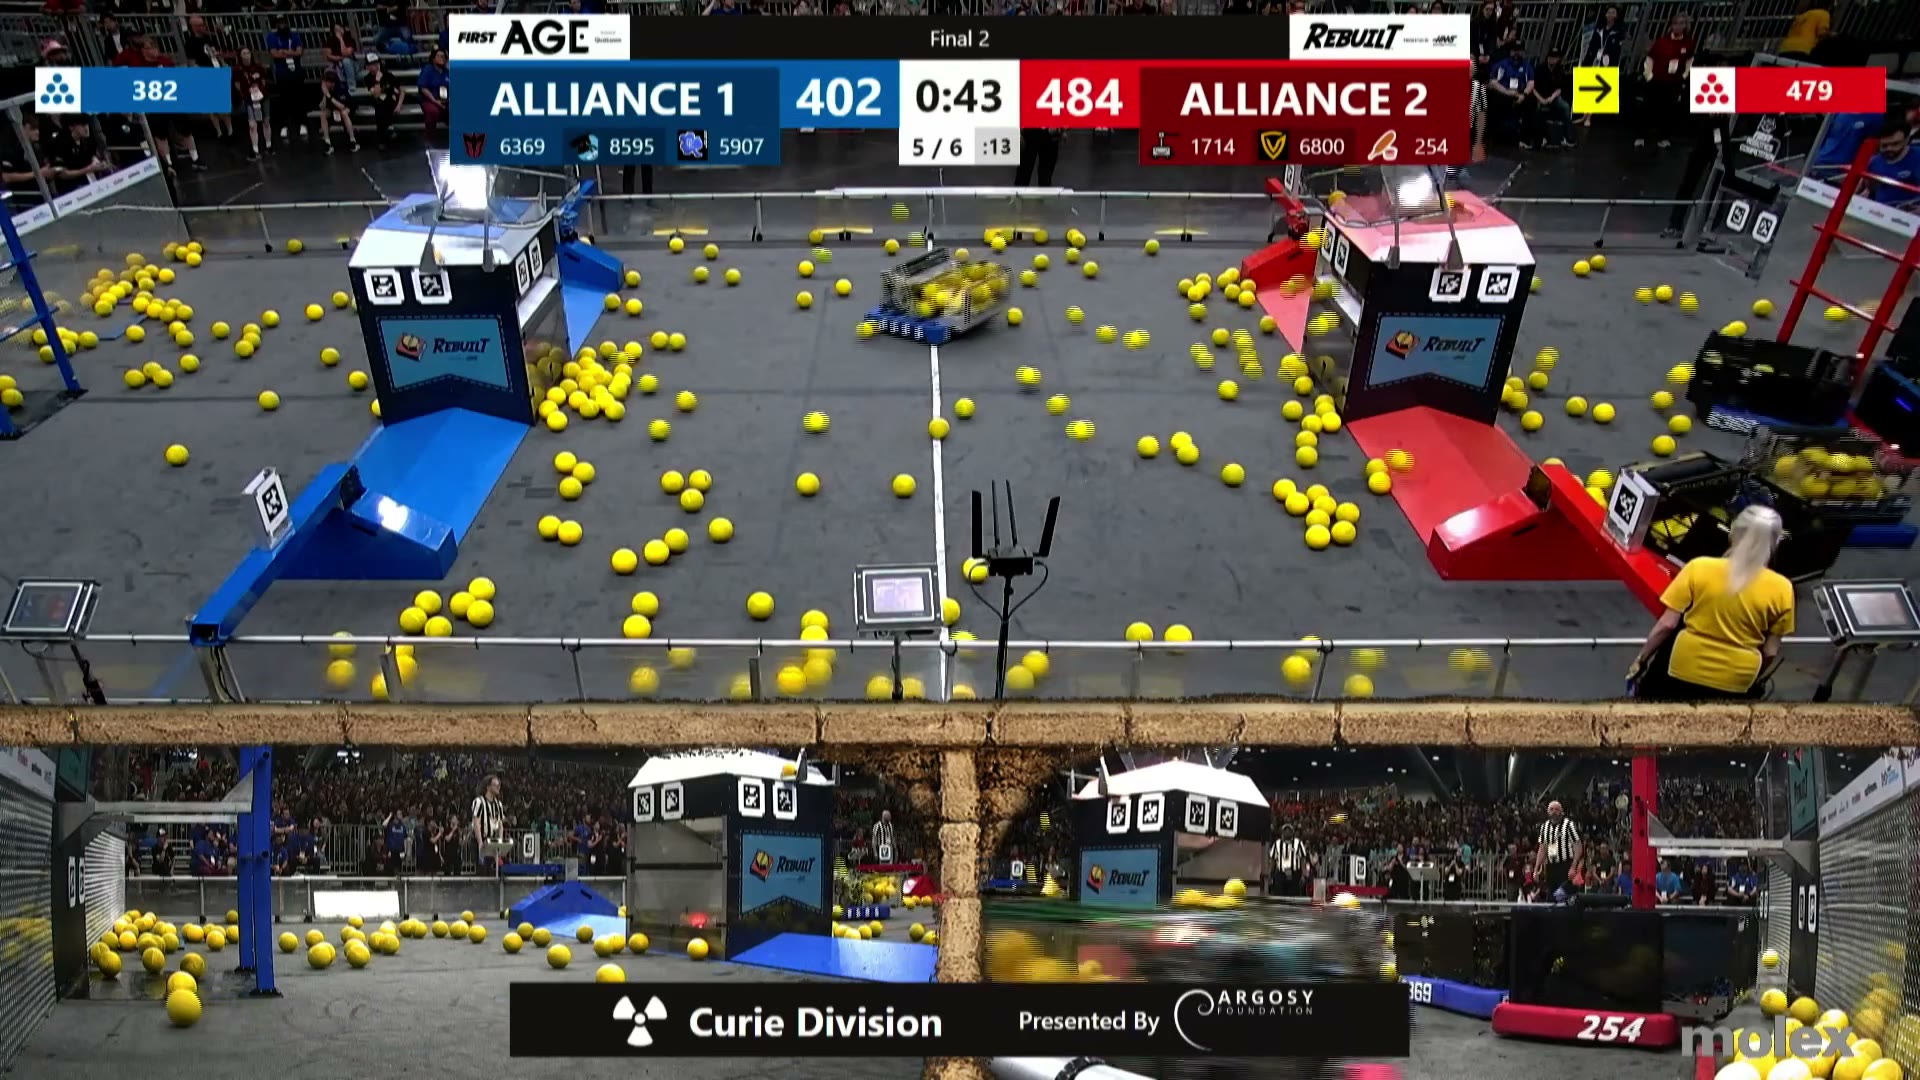 FIRST AGE
Final 2
REBUILT
382
ALLIANCE 1
402
0:43
484
ALLIANCE 2
479
6369
8595
5907
5 / 6
:13
1714
6800
254
REBUILT
REBUILT
REBUILT
REBUILT
Curie Division
Presented By
ARGOSY
FOUNDATION
254
molex